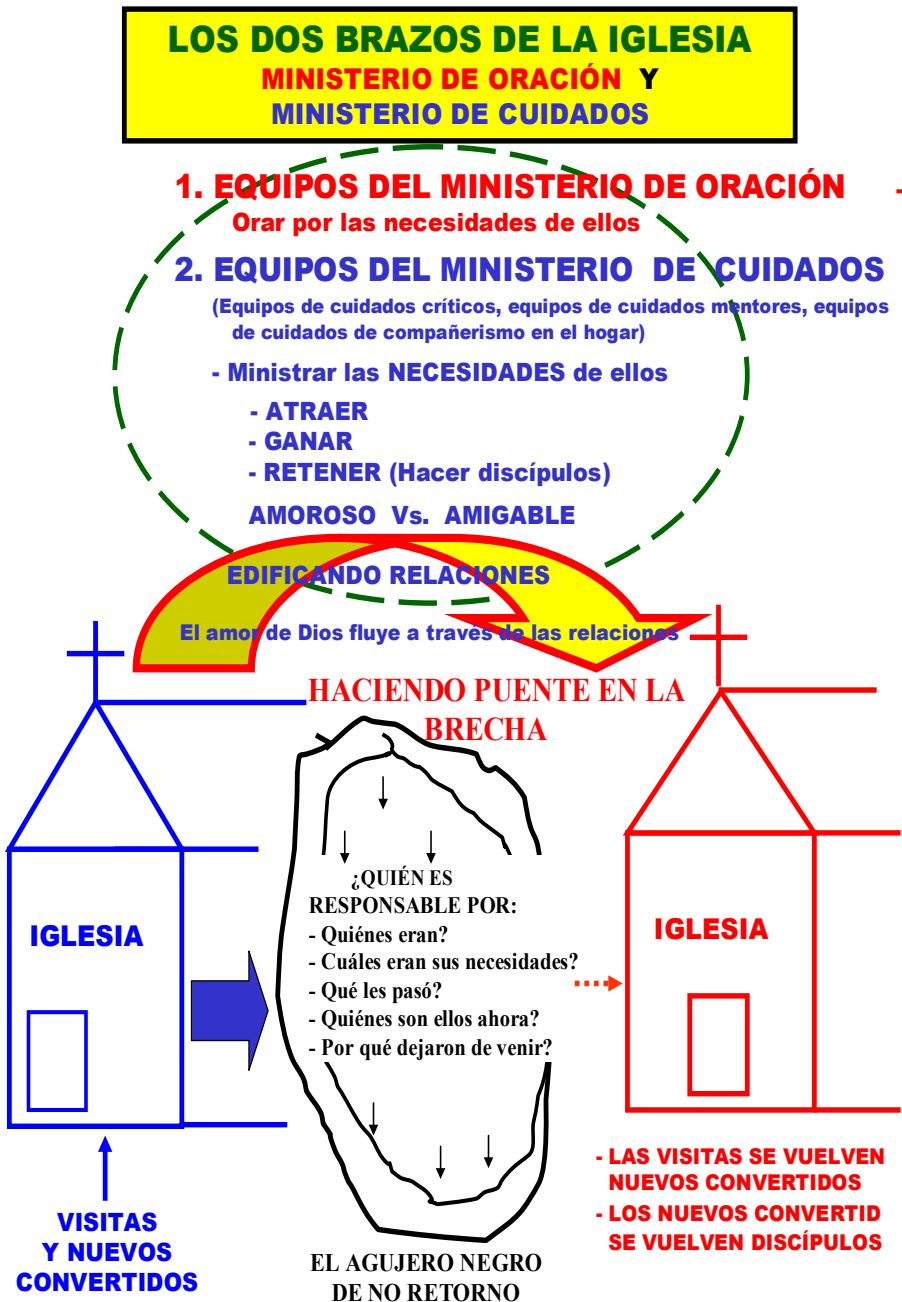 LOS DOS BRAZOS DE LA IGLESIA
MINISTERIO DE ORACIÓN Y
MINISTERIO DE CUIDADOS
1. EQUIPOS DEL MINISTERIO DE ORACIÓN -
Orar por las necesidades de ellos
2. EQUIPOS DEL MINISTERIO DE CUIDADOS
(Equipos de cuidados críticos, equipos de cuidados mentores, equipos
de cuidados de compañerismo en el hogar)
- Ministrar las NECESIDADES de ellos
- ATRAER
- GANAR
- RETENER (Hacer discípulos)
AMOROSO Vs. AMIGABLE
EDIFICANDO RELACIONES
El amor de Dios fluye a través de las relaciones
HACIENDO PUENTE EN LA
BRECHA
IGLESIA
¿QUIÉN ES
RESPONSABLE POR:
- Quiénes eran?
- Cuáles eran sus necesidades?
- Qué les pasó?
- Quiénes son ellos ahora?
- Por qué dejaron de venir?
IGLESIA
VISITAS
Y NUEVOS
CONVERTIDOS
EL AGUJERO NEGRO
DE NO RETORNO
- LAS VISITAS SE VUELVEN
NUEVOS CONVERTIDOS
- LOS NUEVOS CONVERTID
SE VUELVEN DISCÍPULOS